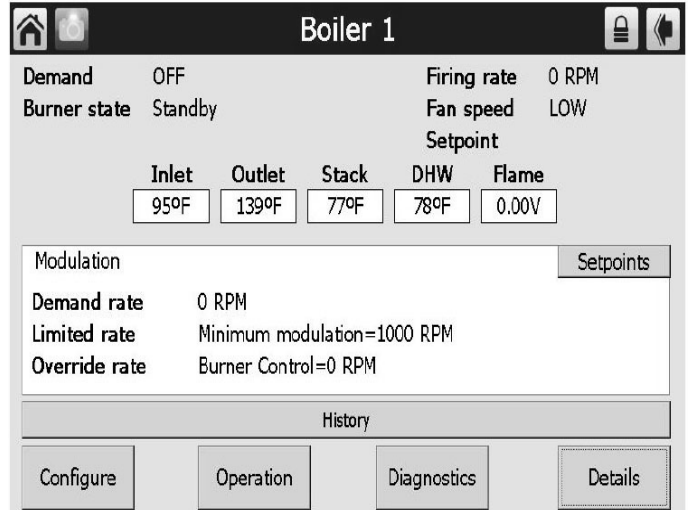 Boiler 1
Demand OFF Firing rate 0 RPM
Burner state Standby Fan speed LOW
Setpoint
Inlet Outlet Stack DHW Flame
95ºF 139ºF 77ºF 78ºF 0.00V
Modulation Setpoints
Demand rate 0 RPM
Limited rate Minimum modulation=1000 RPM
Override rate Burner Control=0 RPM
History
Configure Operation Diagnostics Details